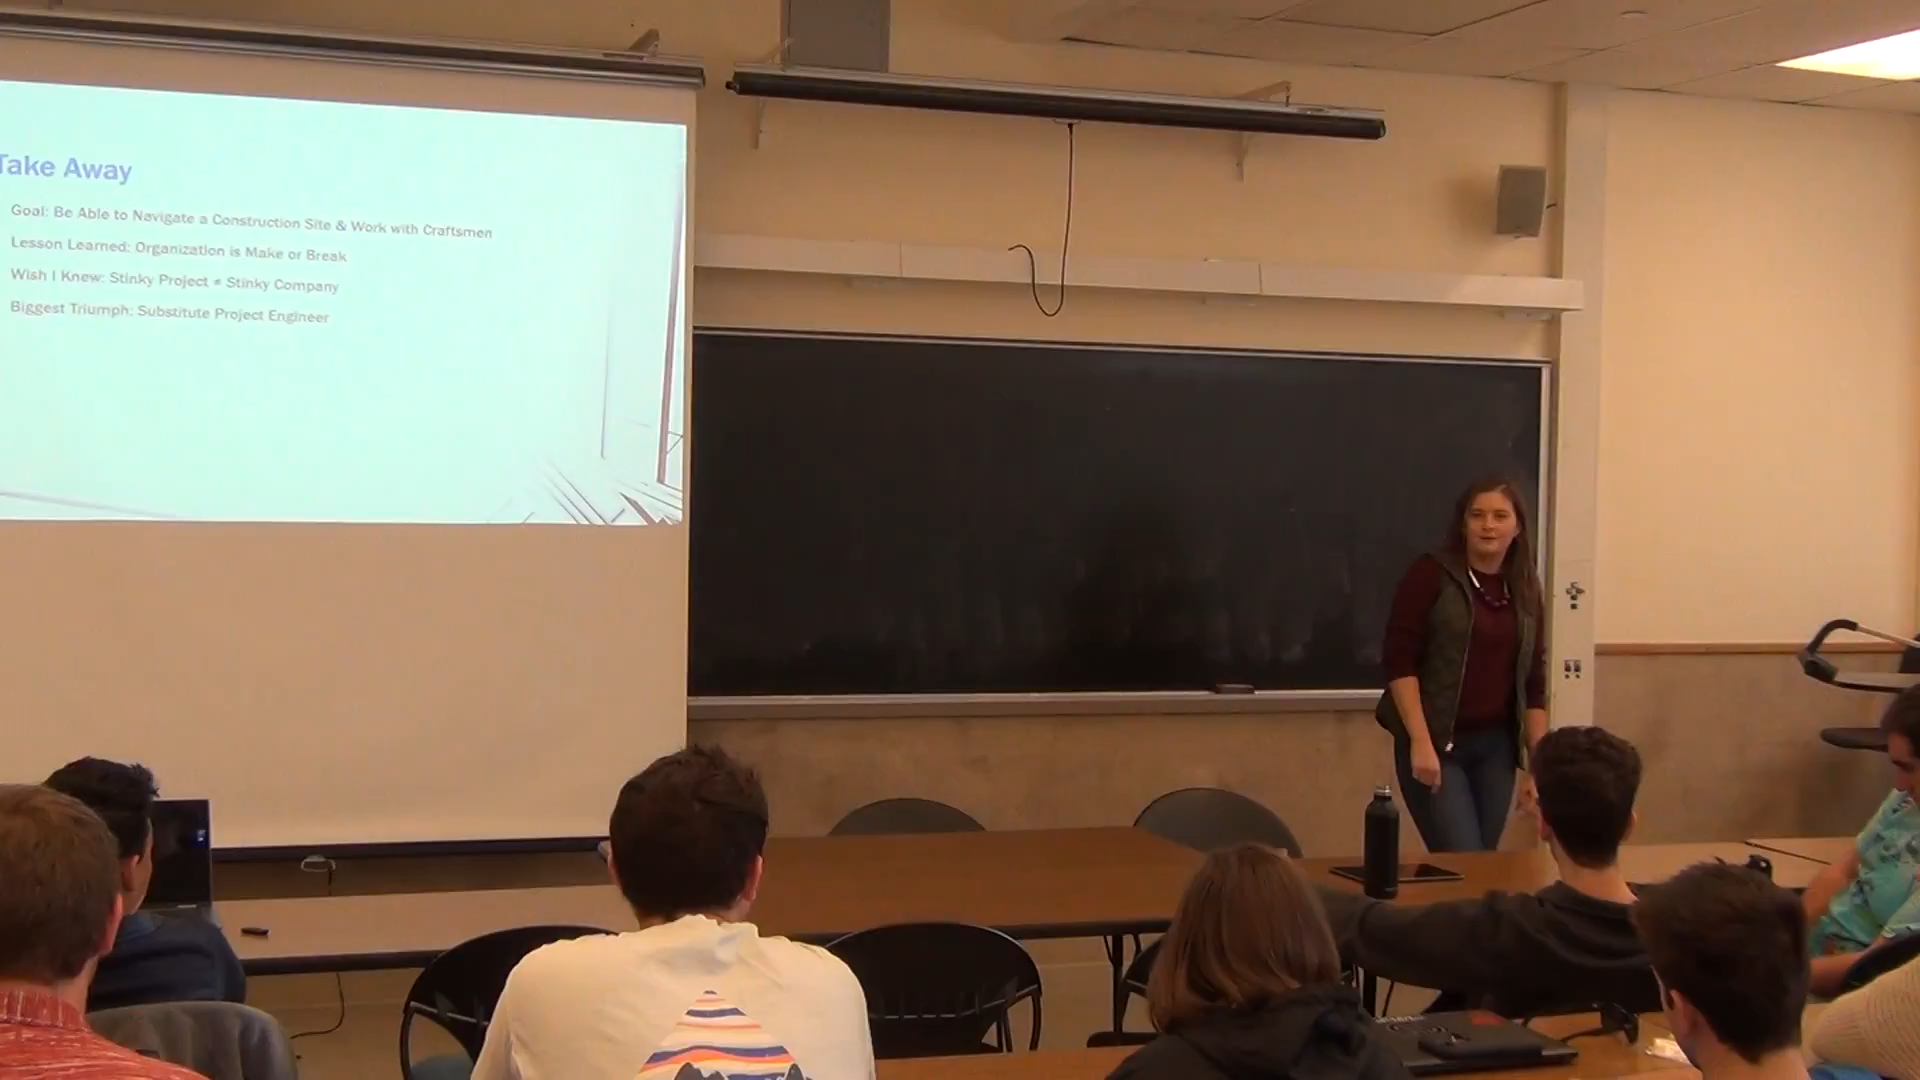 Take Away
Goal: Be Able to Navigate a Construction Site & Work with Craftsmen
Lesson Learned: Organization is Make or Break
Wish I Knew: Stinky Project ≠ Stinky Company
Biggest Triumph: Substitute Project Engineer